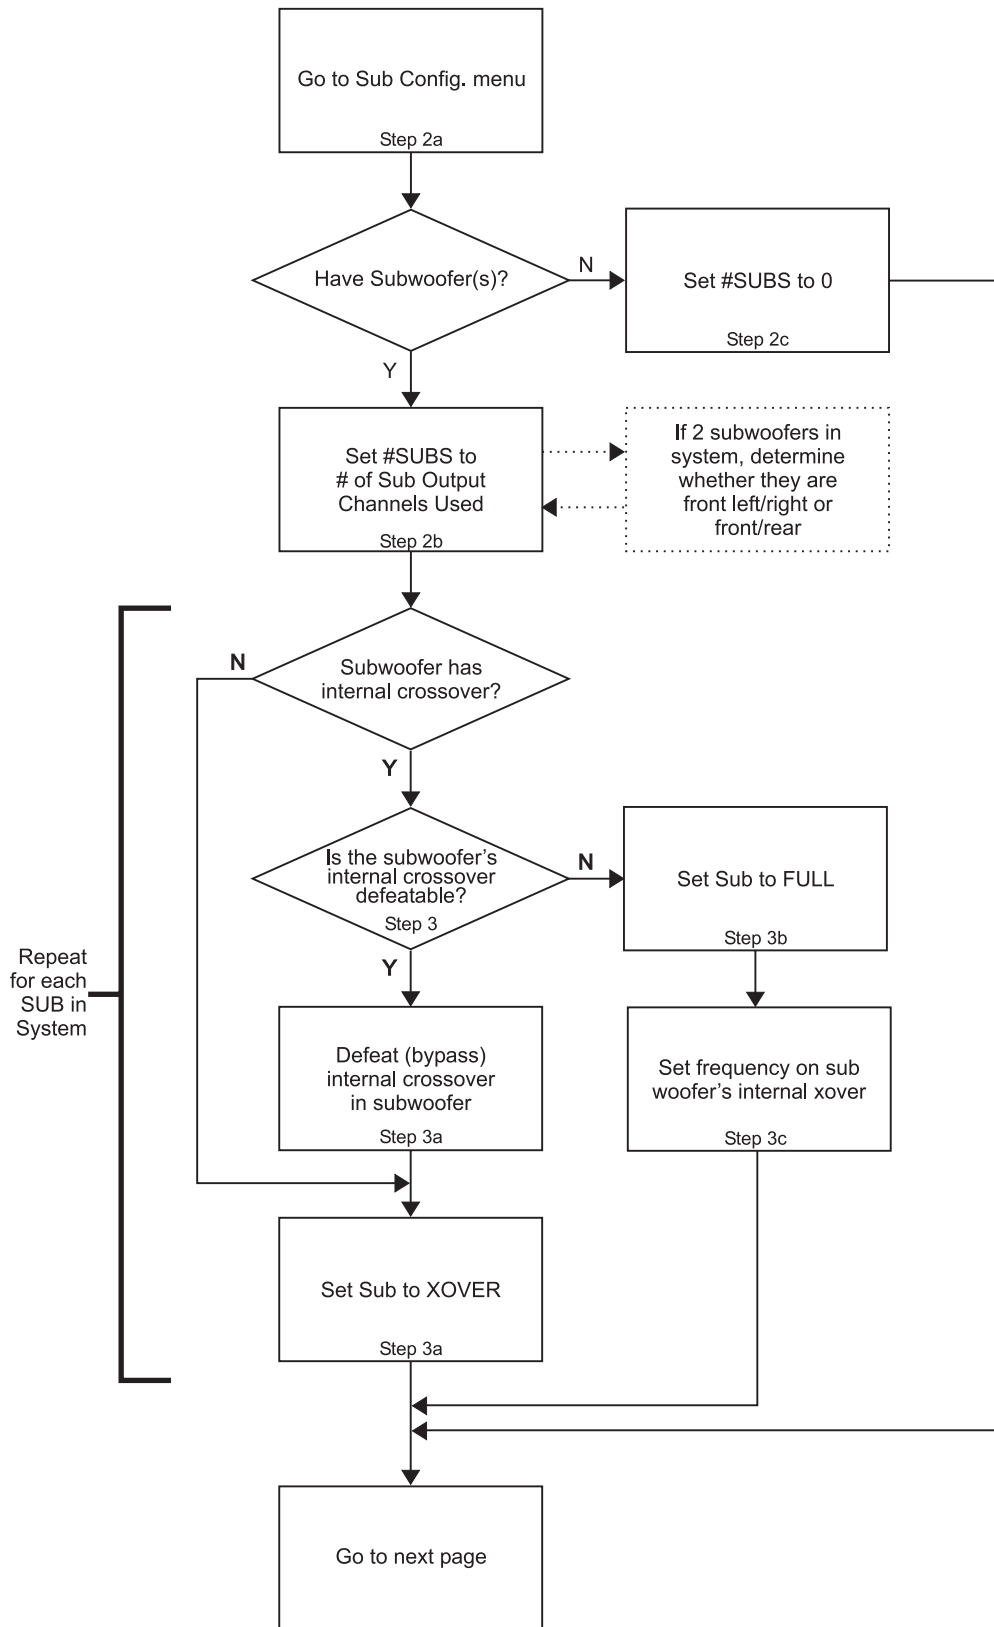 Go to Sub Config. menu
Step 2a
Have Subwoofer(s)?
N
Set #SUBS to 0
Step 2c
Y
Set #SUBS to
# of Sub Output
Channels Used
Step 2b
If 2 subwoofers in
system, determine
whether they are
front left/right or
front/rear
N
Subwoofer has
internal crossover?
Y
Is the subwoofer's
internal crossover
defeatable?
Step 3
N
Set Sub to FULL
Step 3b
Y
Repeat
for each
SUB in
System
Defeat (bypass)
internal crossover
in subwoofer
Step 3a
Set frequency on sub
woofer's internal xover
Step 3c
Set Sub to XOVER
Step 3a
Go to next page